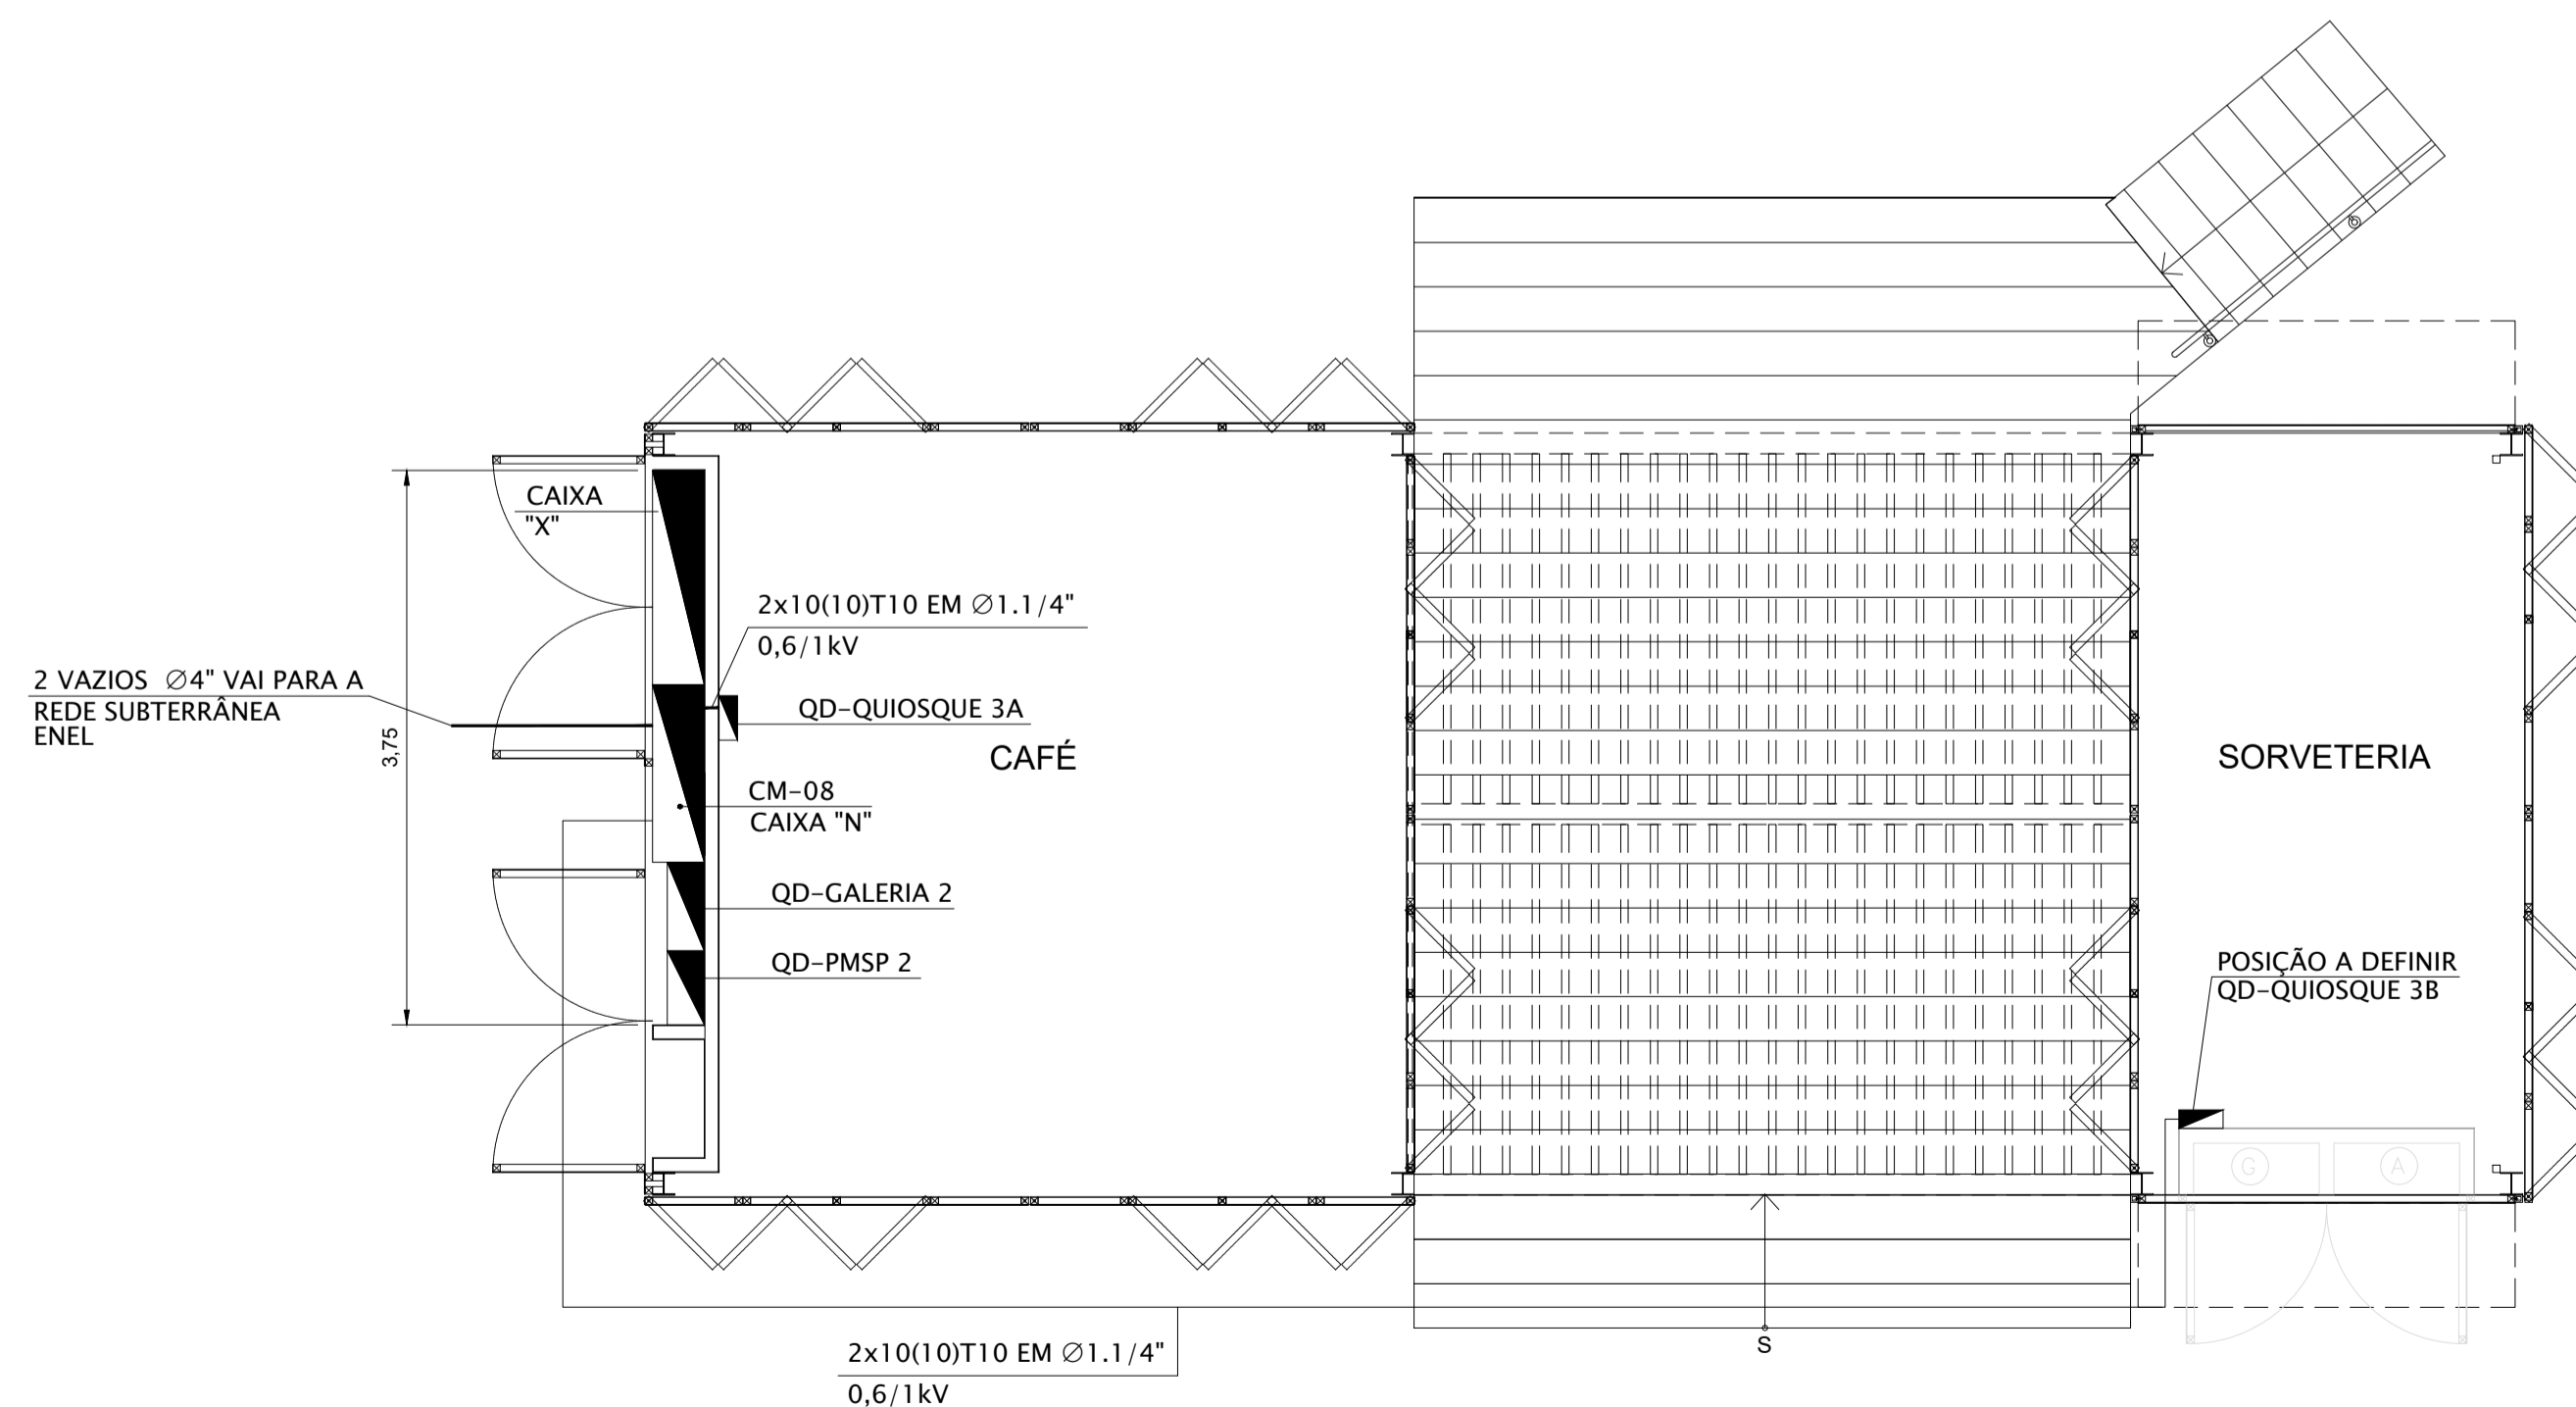 CAIXA
"X"
2x10(10)T10 EM ∅1.1/4"
0,6/1kV
2 VAZIOS ∅4" VAI PARA A
REDE SUBTERRÂNEA
ENEL
3,75
QD-QUIOSQUE 3A
CAFÉ
SORVETERIA
CM-08
CAIXA "N"
QD-GALERIA 2
QD-PMSP 2
POSIÇÃO A DEFINIR
QD-QUIOSQUE 3B
G
A
S
2x10(10)T10 EM ∅1.1/4"
0,6/1kV